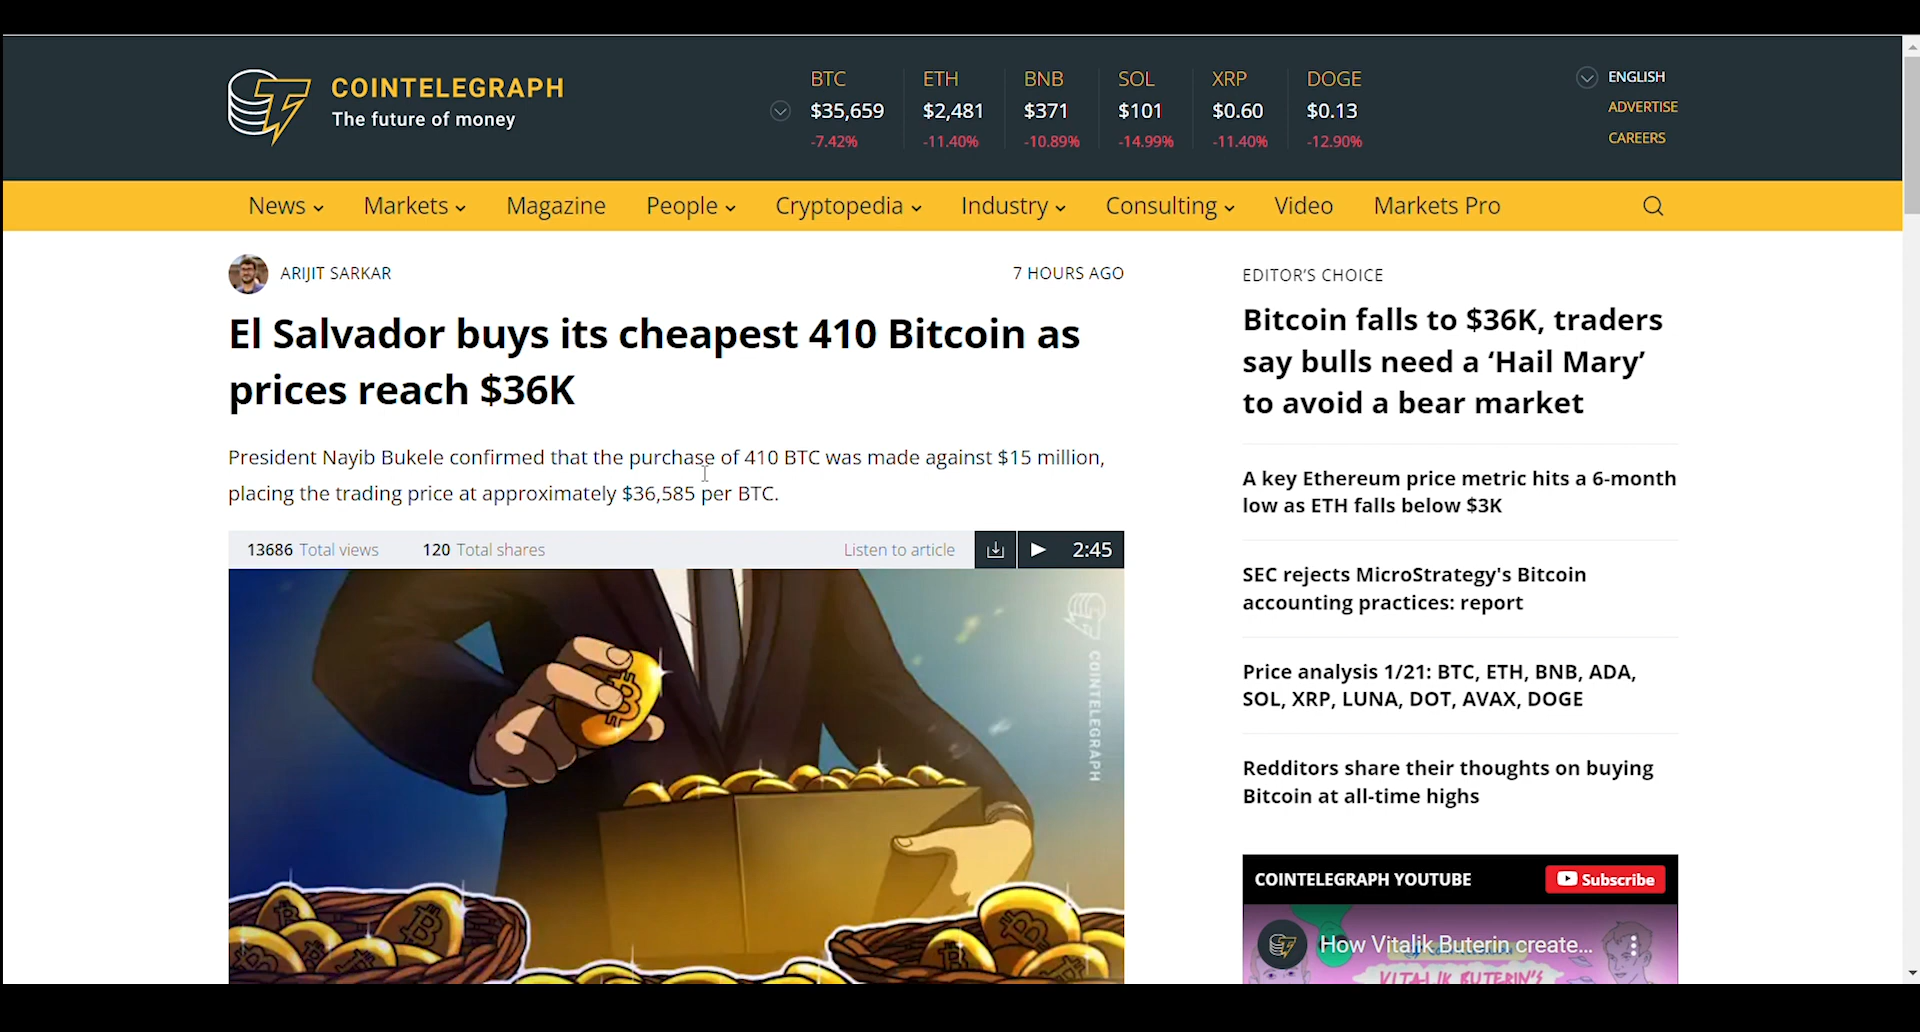 COINTELEGRAPH
The future of money
BTC
$35,659
-7.42%
ETH
$2,481
-11.40%
BNB
$371
-10.89%
SOL
$101
-14.99%
XRP
$0.60
-11.40%
DOGE
$0.13
-12.90%
ENGLISH
ADVERTISE
CAREERS
News Markets Magazine People Cryptopedia Industry Consulting Video Markets Pro
ARIJIT SARKAR
7 HOURS AGO
El Salvador buys its cheapest 410 Bitcoin as
prices reach $36K
President Nayib Bukele confirmed that the purchase of 410 BTC was made against $15 million,
placing the trading price at approximately $36,585 per BTC.
13686 Total views 120 Total shares Listen to article 2:45
COINTELEGRAPH
EDITOR'S CHOICE
Bitcoin falls to $36K, traders
say bulls need a ‘Hail Mary’
to avoid a bear market
A key Ethereum price metric hits a 6-month
low as ETH falls below $3K
SEC rejects MicroStrategy's Bitcoin
accounting practices: report
Price analysis 1/21: BTC, ETH, BNB, ADA,
SOL, XRP, LUNA, DOT, AVAX, DOGE
Redditors share their thoughts on buying
Bitcoin at all-time highs
COINTELEGRAPH YOUTUBE Subscribe
How Vitalik Buterin create...
VITALIK BUTERIN'S